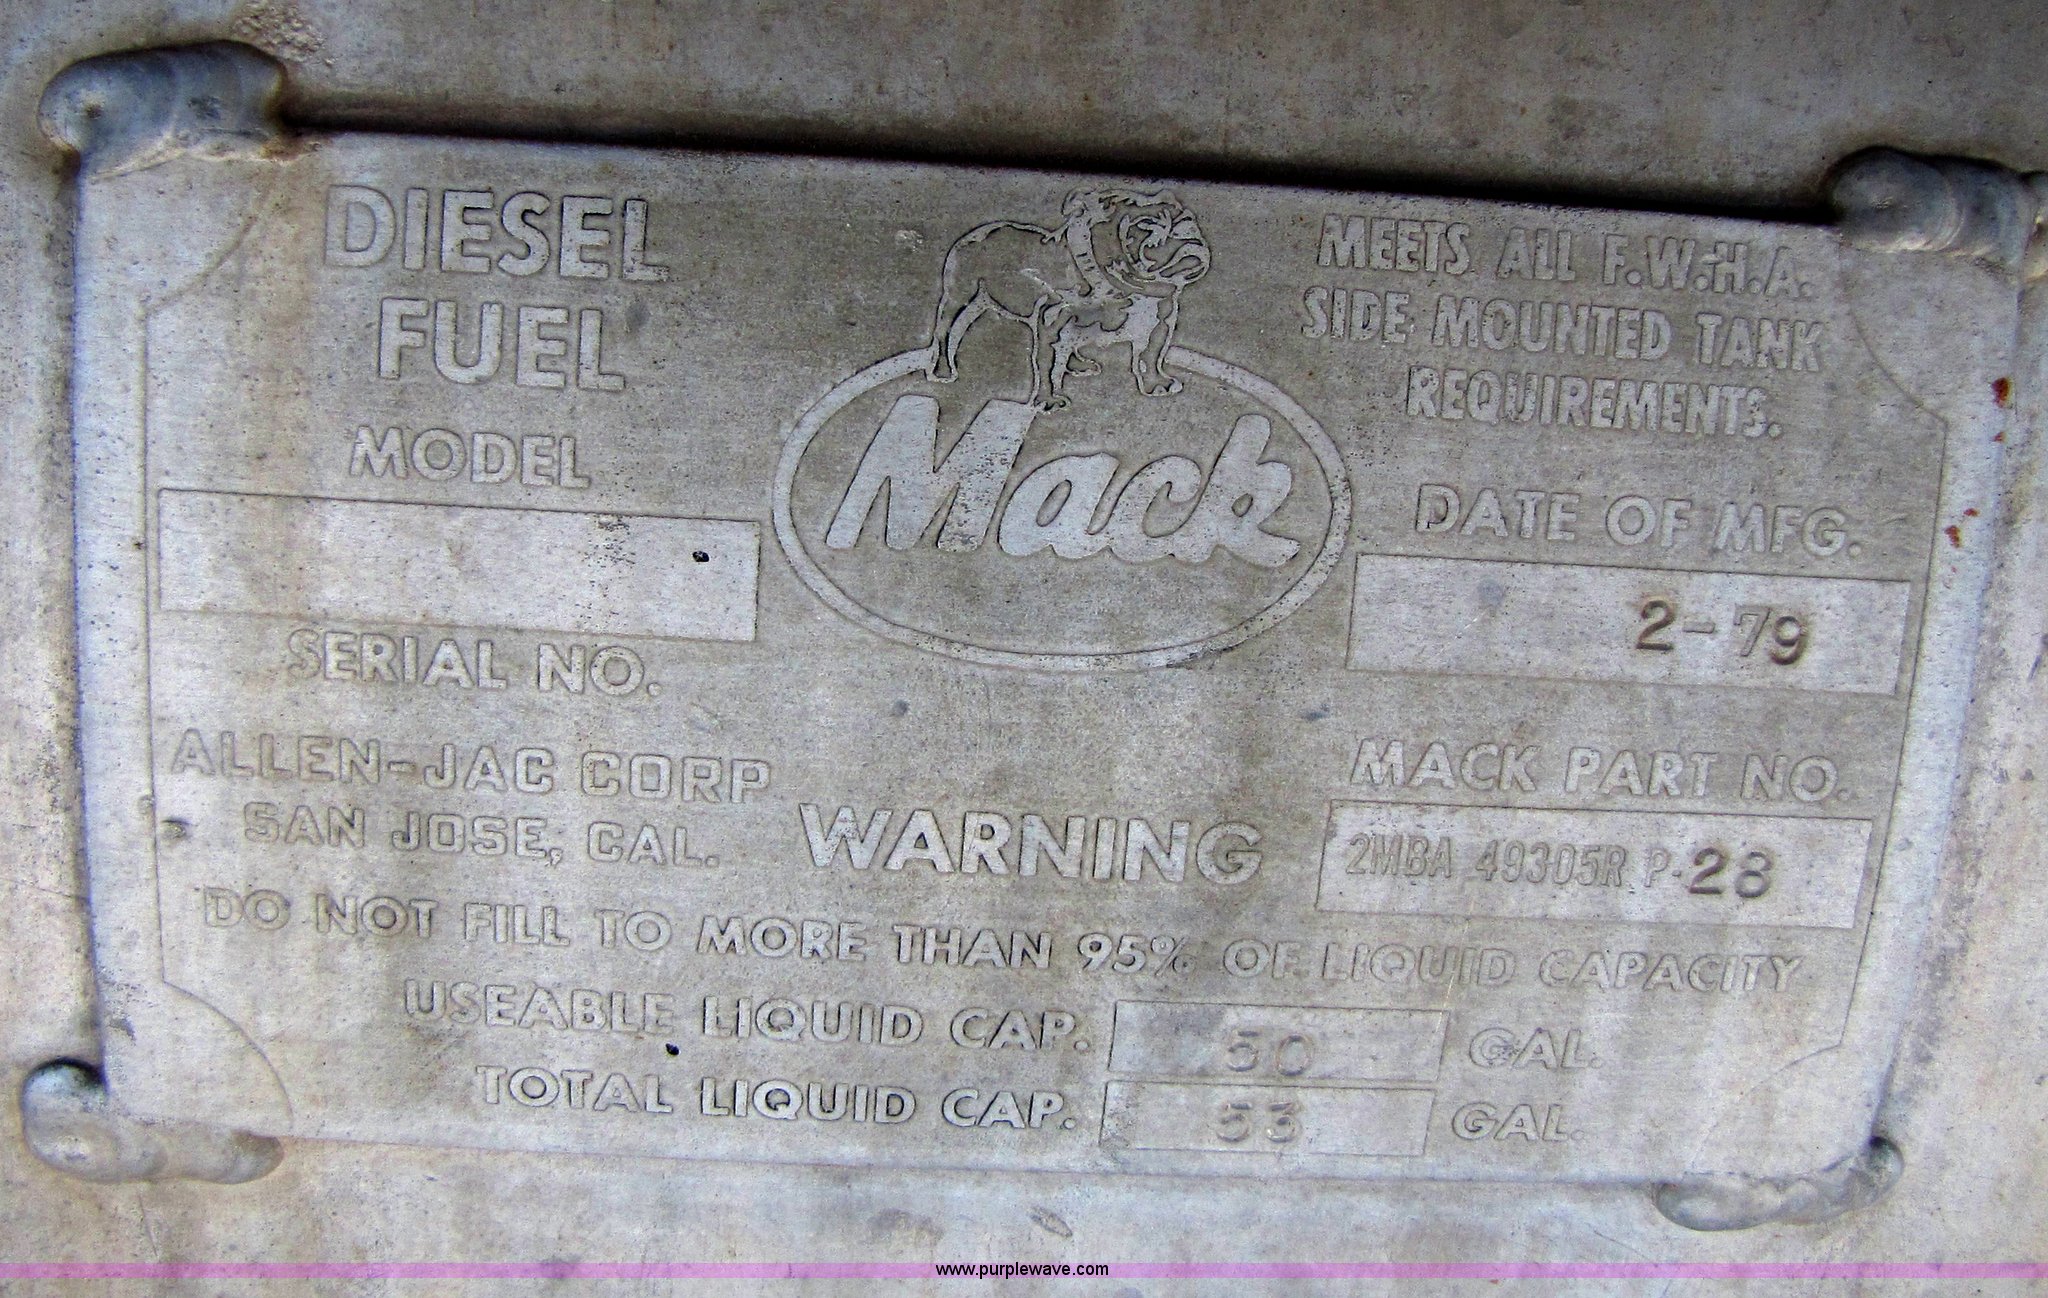 DIESEL
FUEL
MODEL
SERIAL NO.
ALLEN-JAC CORP
SAN JOSE, CAL.
Mack
MEETS ALL F.W.H.A.
SIDE MOUNTED TANK
REQUIREMENTS.
DATE OF MFG.
2-79
MACK PART NO.
2MBA 49305R P-28
WARNING
DO NOT FILL TO MORE THAN 95% OF LIQUID CAPACITY
USEABLE LIQUID CAP. 50 GAL.
TOTAL LIQUID CAP. 53 GAL.
www.purplewave.com